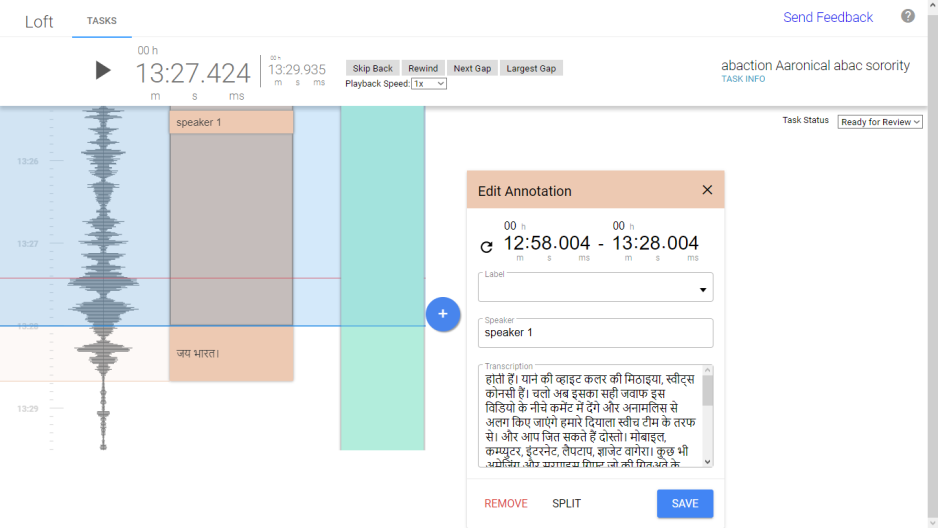 Loft
TASKS
Send Feedback
?
00 h
13:27.424
m s ms
00 h
13:29.935
m s ms
Skip Back Rewind Next Gap Largest Gap
Playback Speed: 1x
abaction Aaronical abac sorority
TASK INFO
Task Status Ready for Review
speaker 1
13:26
13:27
13:28
जय भारत।
13:29
+
Edit Annotation
00 h 00 h
12:58.004 - 13:28.004
m s ms m s ms
Label
Speaker
speaker 1
Transcription
होती हैं। याने की व्हाइट कलर की मिठाइया, स्वीट्स
कोनसी हैं। चलो अब इसका सही जवाफ इस
विडियो के नीचे कमेंट में देंगे और अनामलिस से
अलग किए जाएंगे हमारे दियाला स्वीच टीम के तरफ
से। और आप जित सकते हैं दोस्तो। मोबाइल,
कम्प्युटर, इंटरनेट, लैपटाप, ज्ञाजेट वागेरा। कुछ भी
REMOVE SPLIT SAVE